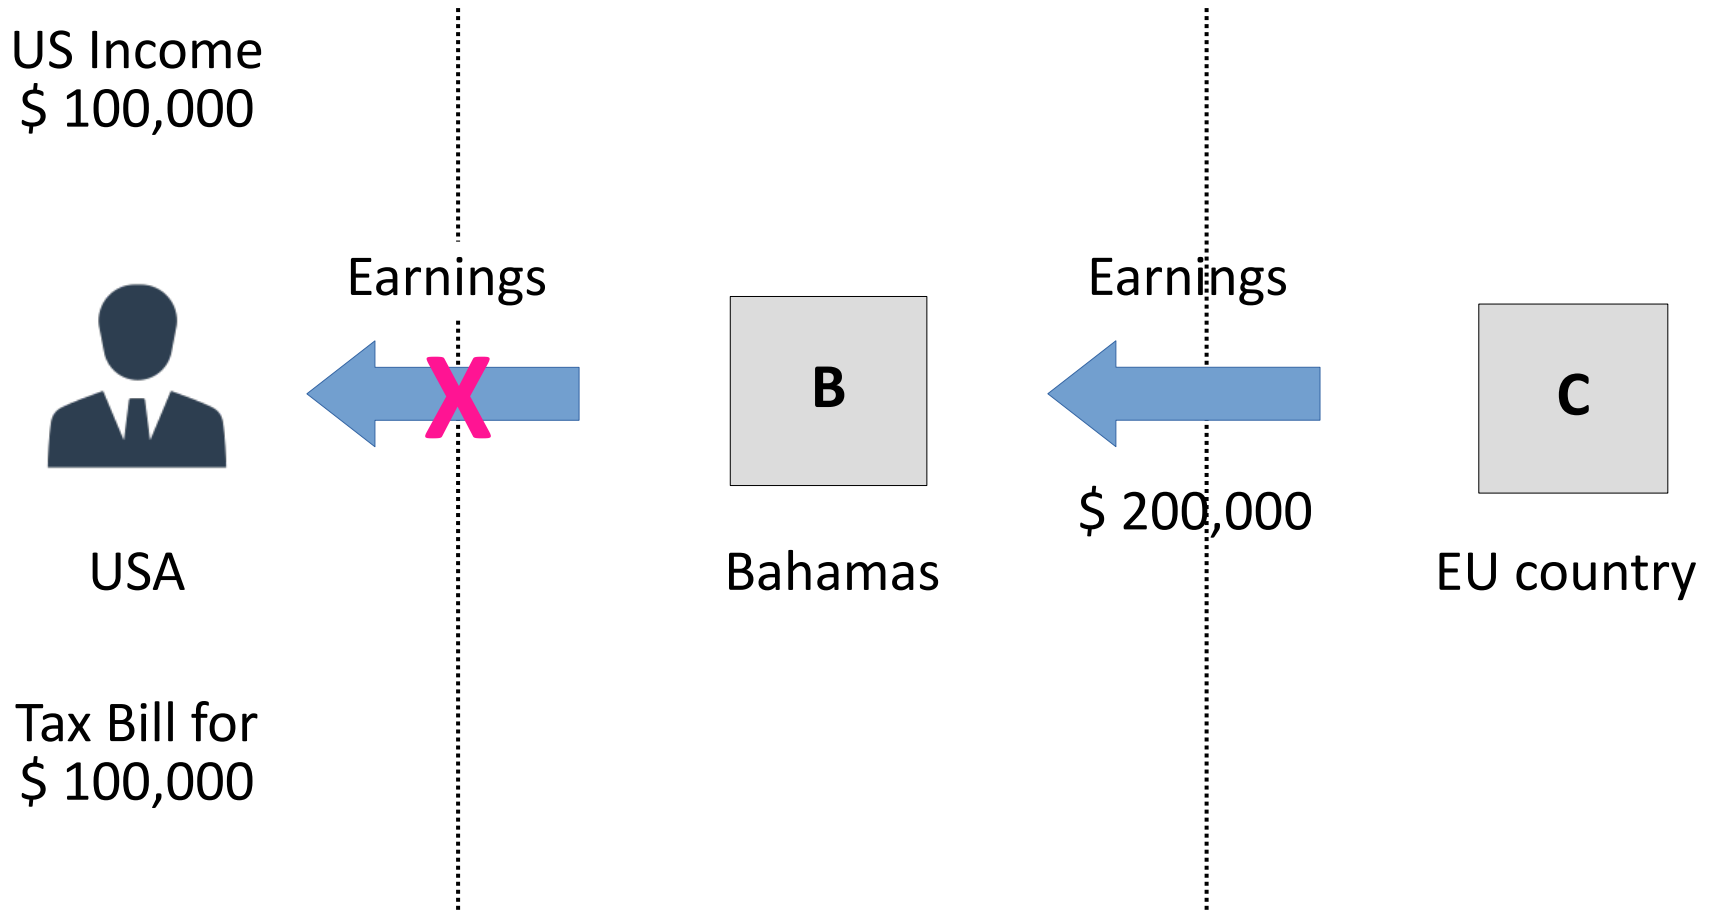 US Income
$ 100,000
Earnings
Earnings
X
B
C
$ 200,000
USA
Bahamas
EU country
Tax Bill for
$ 100,000